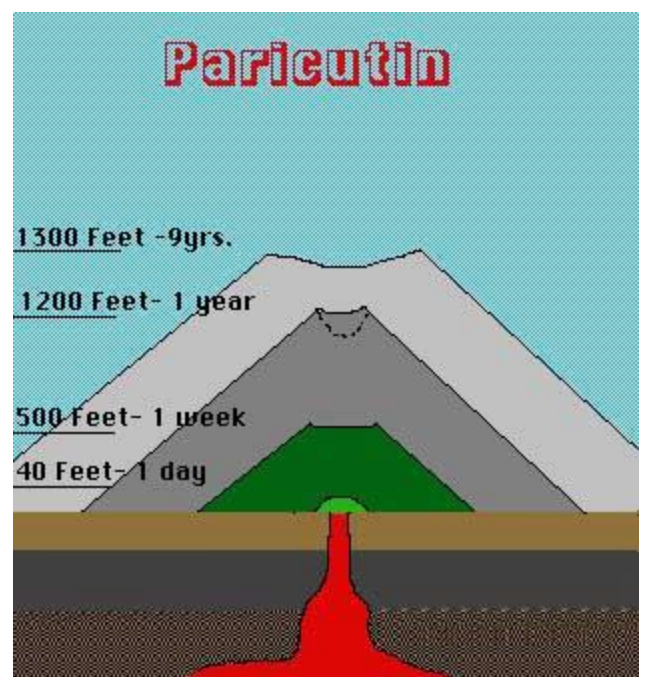 Paricutin
1300 Feet -9yrs.
1200 Feet- 1 year
500 Feet- 1 week
40 Feet- 1 day